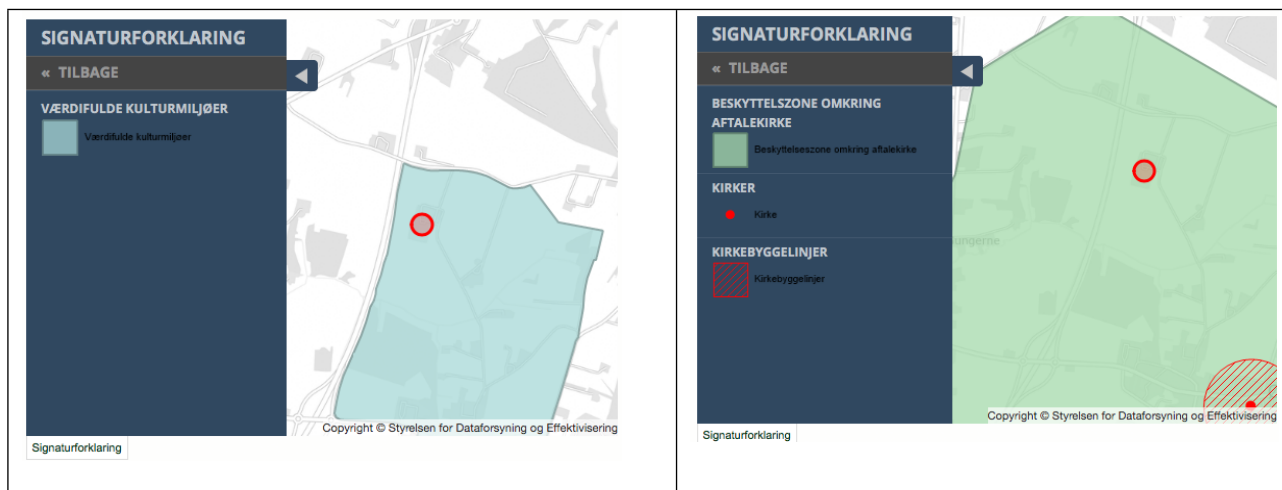 SIGNATURFORKLARING
« TILBAGE
VÆRDIFULDE KULTURMILJØER
Værdifulde kulturmiljøer
Copyright © Styrelsen for Dataforsyning og Effektivisering
Signaturforklaring
SIGNATURFORKLARING
« TILBAGE
BESKYTTELSZONE OMKRING
AFTALEKIRKE
Beskyttelseszone omkring aftalekirke
KIRKER
Kirke
KIRKEBYGGELINJER
Kirkebyggelinjer
Copyright © Styrelsen for Dataforsyning og Effektivisering
Signaturforklaring